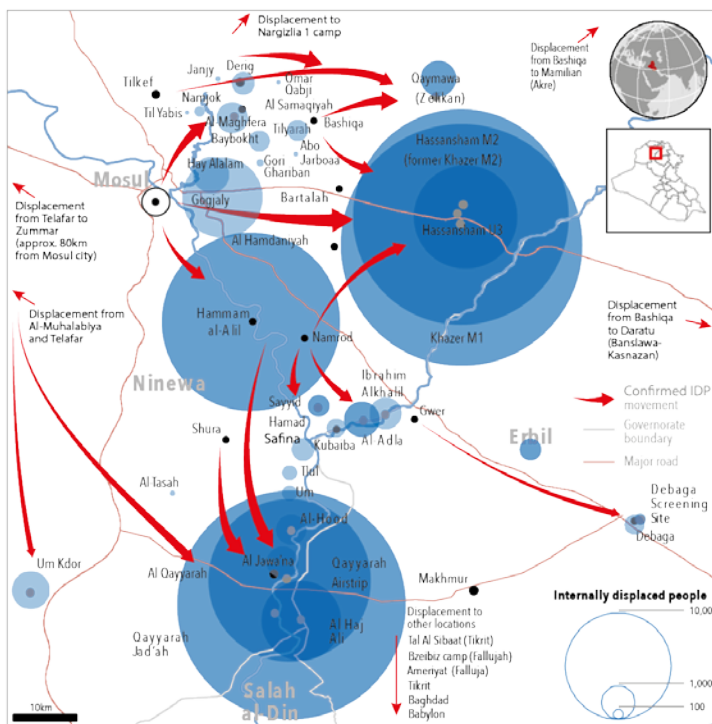 Displacement to
Nargizlia 1 camp
Displacement
from Bashiqa
to Mamilian
(Akre)
Janjy
Deng
Tilkef
Omar
Qabji
Qaymawa
(Zelikan)
Nargok
Al Samaqiyah
Til Yabis
Al-Maghfera
Tilyarah
Bashiqa
Baybokht
Abo
Jarboaa
Hassansham M2
(former Khazer M2)
Hay Alalam
Gori
Ghariban
Mosul
Gogjaly
Bartalah
Displacement
from Telafar to
Zummar
(approx. 80km
from Mosul city)
Hassansham U3
Al Hamdaniyah
Displacement from
Al-Muhalabiya
and Telafar
Displacement
from Bashiqa
to Daratu
(Banslawa-
Kasnazan)
Hammam
al-Alil
Namrod
Khazer M1
Ibrahim
Alkhalil
Ninewa
Confirmed IDP
movement
Sayyid
Hamad
Gwer
Governorate
boundary
Shura
Safina
Kubaiba
Al Adla
Erbil
Major road
Tlul
Al-Tasah
Um
Debaga
Screening
Site
Al-Huud
Debaga
Um Kdor
Al Qayyarah
Al Jawa'na
Qayyarah
Airstrip
Makhmur
Internally displaced people
Displacement to
other locations
Tal Al Sibaat (Tikrit)
Bzeibiz camp (Fallujah)
Ameriyat (Falluja)
Tikrit
Baghdad
Babylon
10,00
Qayyarah
Jad'ah
Al Haj
Ali
1,000
100
Salah
al-Din
10km